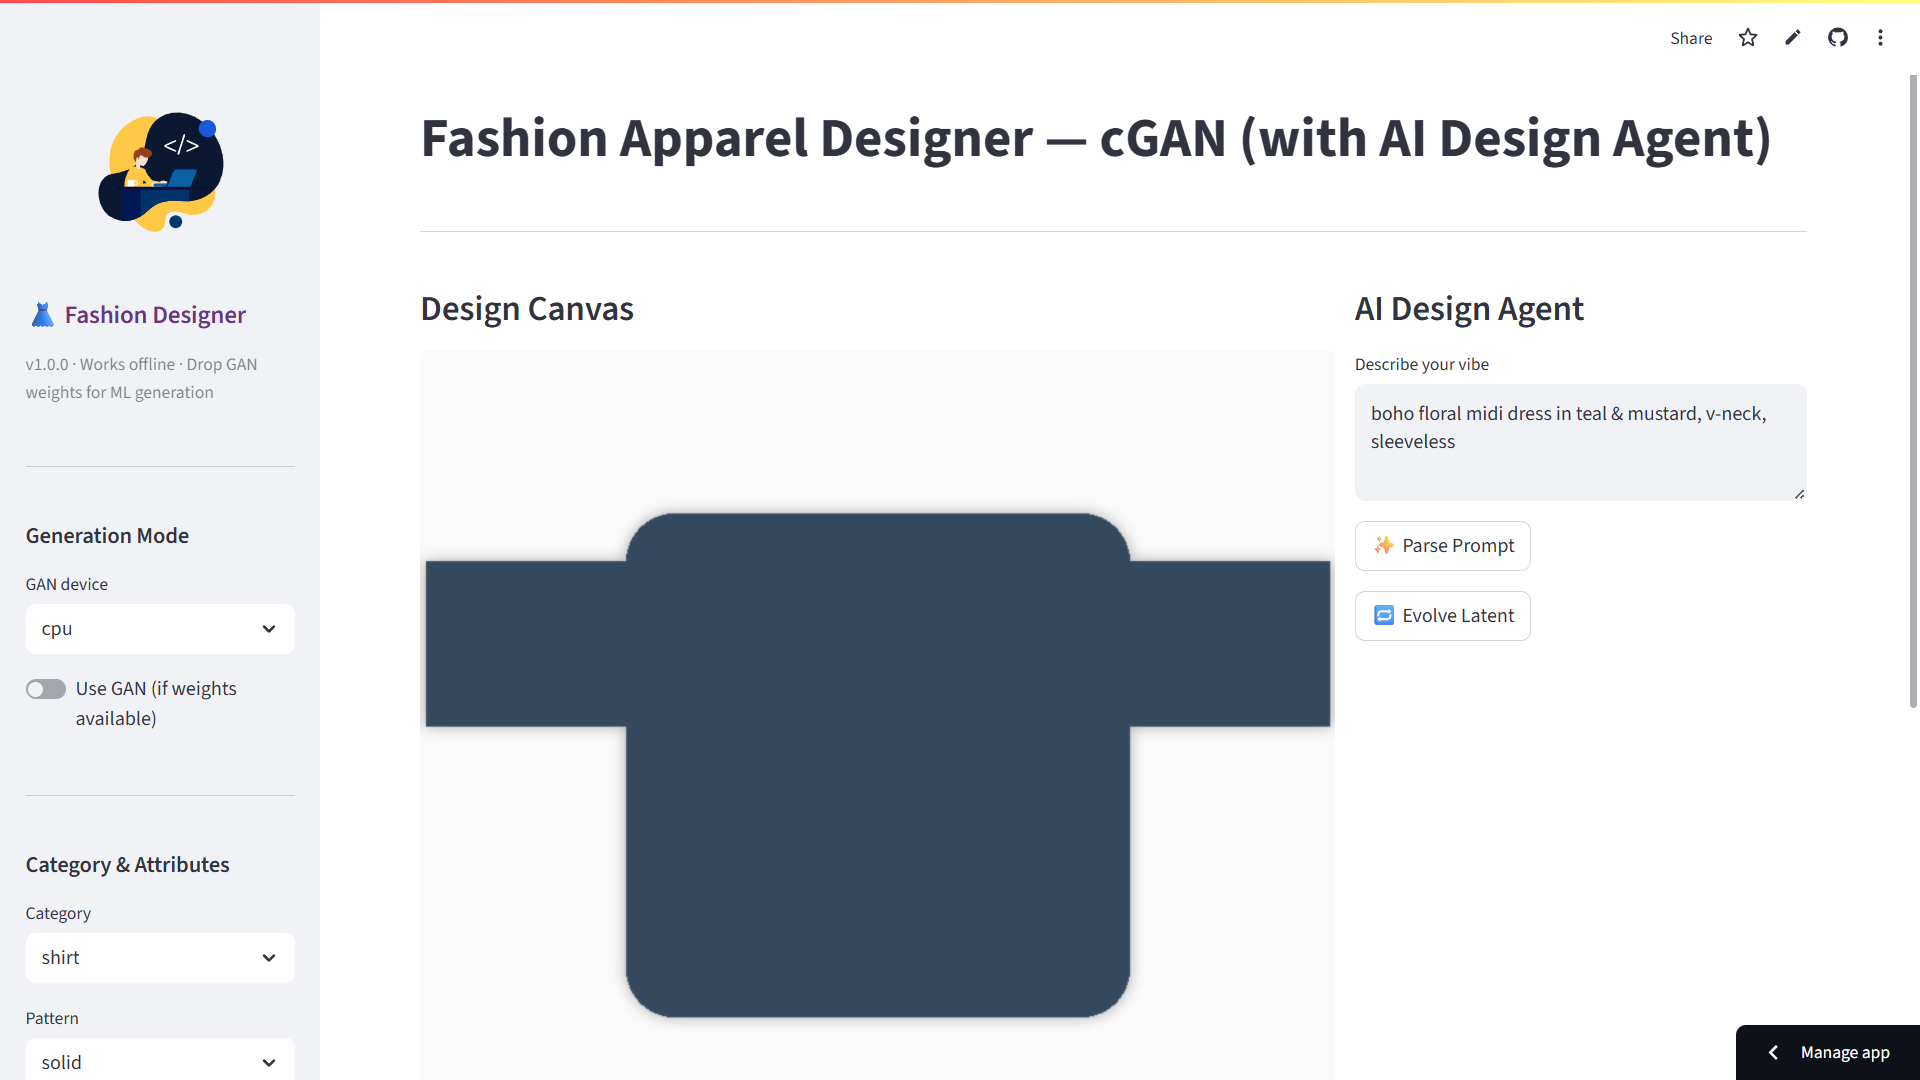 Share
</>
Fashion Designer
v1.0.0 · Works offline · Drop GAN
weights for ML generation
Generation Mode
GAN device
cpu
Use GAN (if weights
available)
Category & Attributes
Category
shirt
Pattern
solid
Fashion Apparel Designer — cGAN (with AI Design Agent)
Design Canvas
AI Design Agent
Describe your vibe
boho floral midi dress in teal & mustard, v-neck,
sleeveless
Parse Prompt
Evolve Latent
Manage app